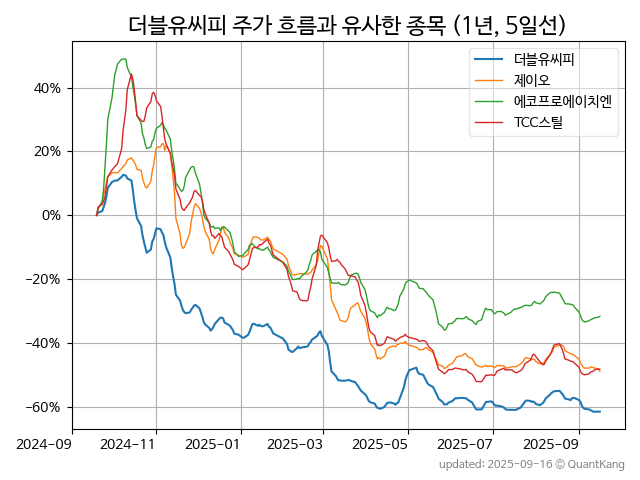 더블유씨피 주가 흐름과 유사한 종목 (1년, 5일선)
더블유씨피
제이오
에코프로에이치엔
TCC스틸
40%
20%
0%
−20%
−40%
−60%
2024-09 2024-11 2025-01 2025-03 2025-05 2025-07 2025-09
updated: 2025-09-16 © QuantKang